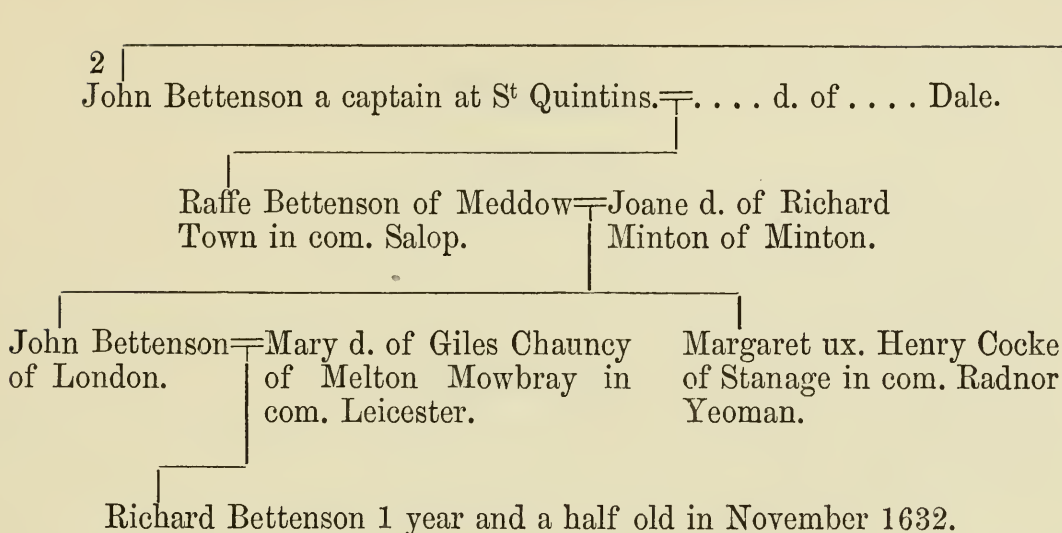 2
John Bettenson a captain at Sᵗ Quintins.=. . . . d. of . . . . Dale.
Raffe Bettenson of Meddow=Joane d. of Richard
Town in com. Salop. Minton of Minton.
John Bettenson=Mary d. of Giles Chauncy
of London. of Melton Mowbray in
com. Leicester.
Margaret ux. Henry Cocke
of Stanage in com. Radnor
Yeoman.
Richard Bettenson 1 year and a half old in November 1632.